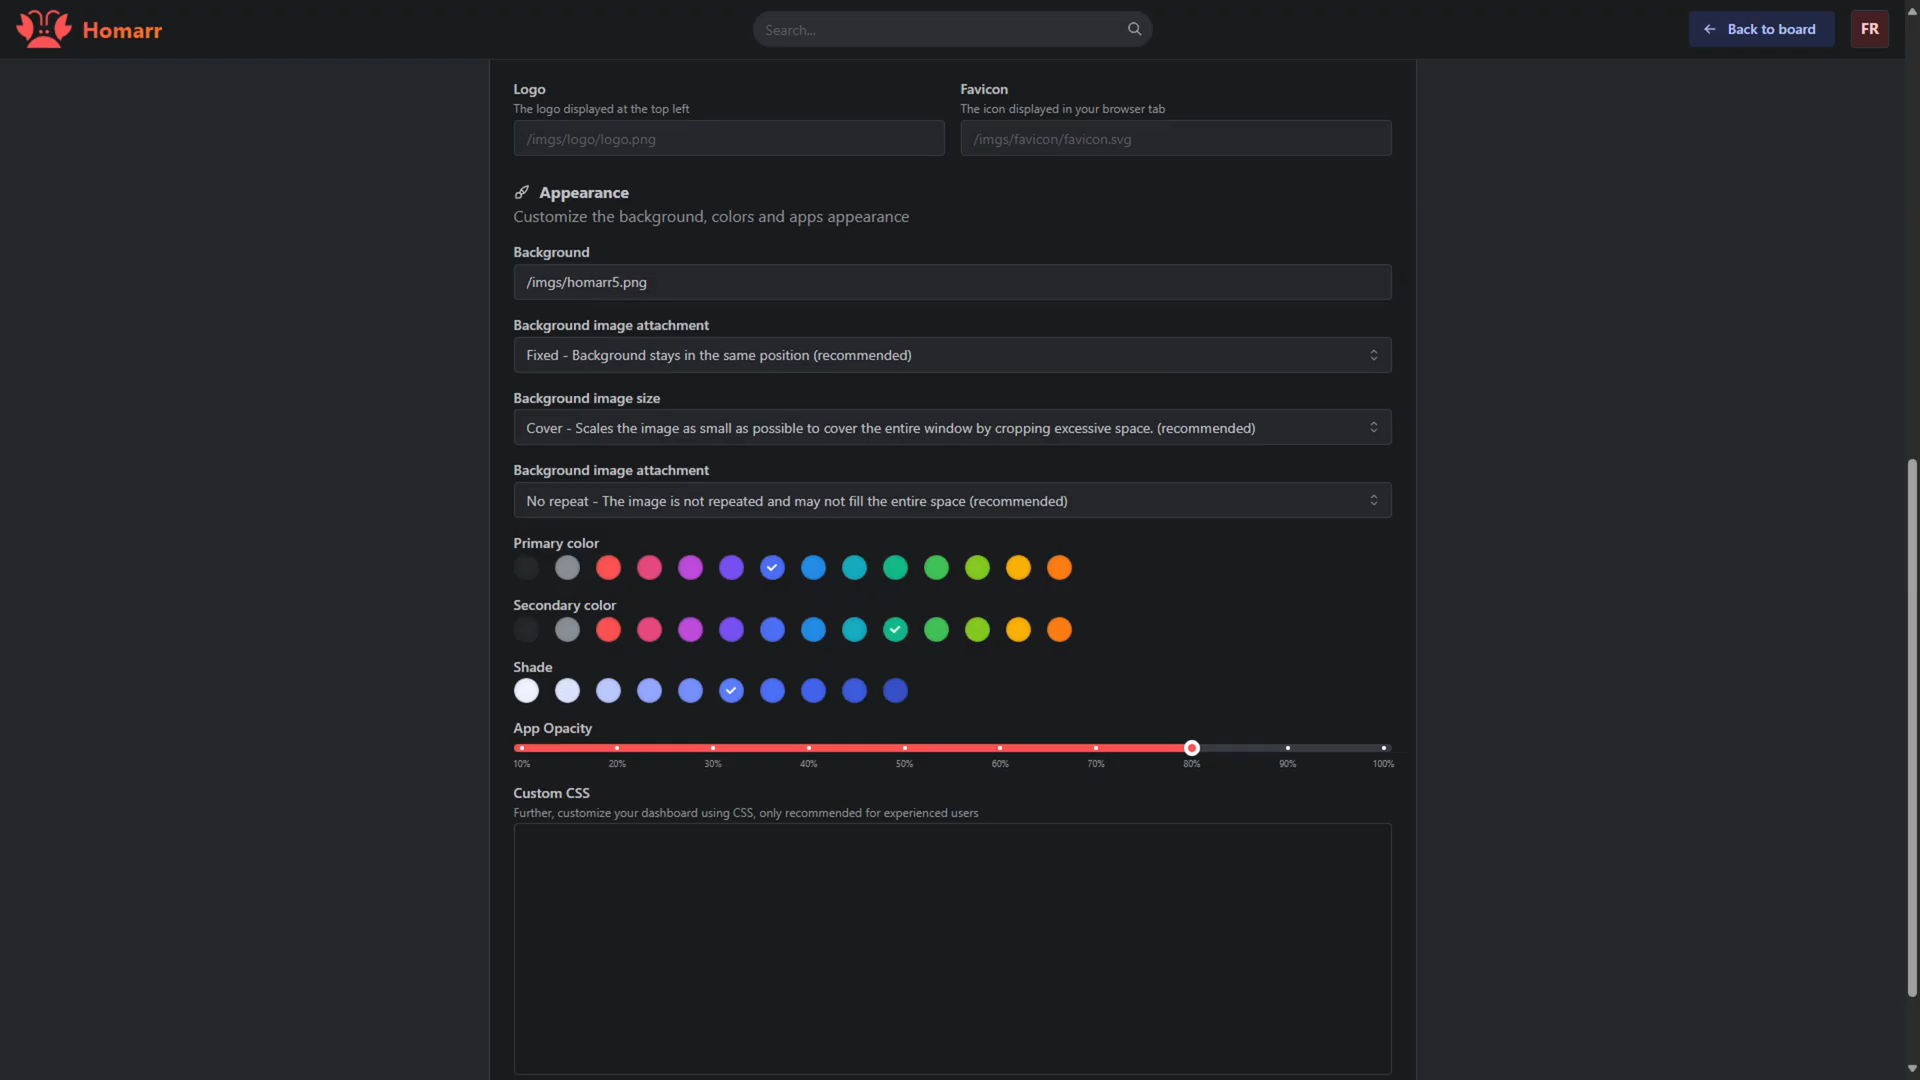 Homarr
Search...
Back to board
FR
Logo
The logo displayed at the top left
/imgs/logo/logo.png
Favicon
The icon displayed in your browser tab
/imgs/favicon/favicon.svg
Appearance
Customize the background, colors and apps appearance
Background
/imgs/homarr5.png
Background image attachment
Fixed - Background stays in the same position (recommended)
Background image size
Cover - Scales the image as small as possible to cover the entire window by cropping excessive space. (recommended)
Background image attachment
No repeat - The image is not repeated and may not fill the entire space (recommended)
Primary color
Secondary color
Shade
App Opacity
10% 20% 30% 40% 50% 60% 70% 80% 90% 100%
Custom CSS
Further, customize your dashboard using CSS, only recommended for experienced users